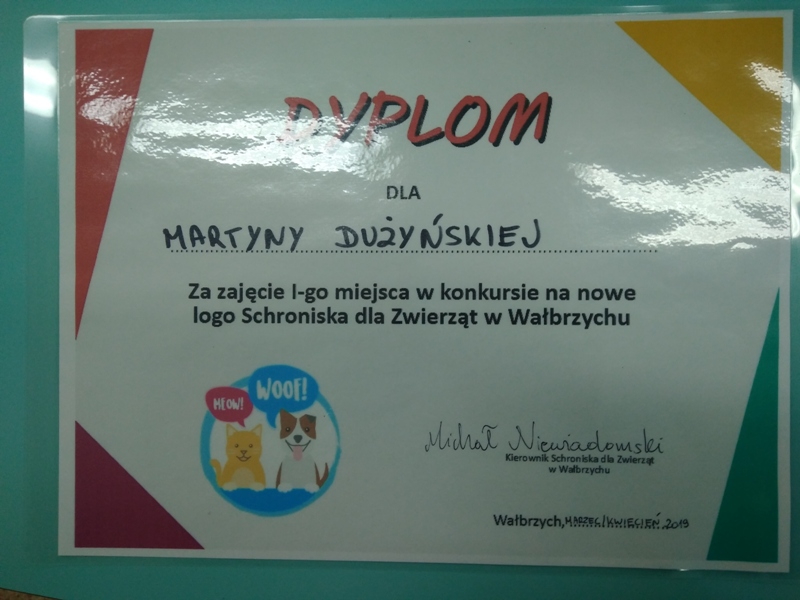 DYPLOM
DLA
MARTYNY DUŻYŃSKIEJ
Za zajęcie I-go miejsca w konkursie na nowe
logo Schroniska dla Zwierząt w Wałbrzychu
MEOW!
WOOF!
Michał Niewiadomski
Kierownik Schroniska dla Zwierząt
w Wałbrzychu
Wałbrzych, MARZEC/KWIECIEŃ, 2019